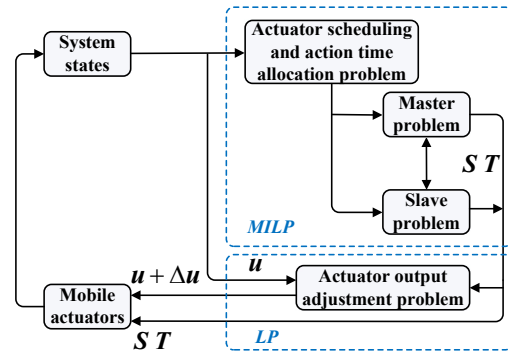 System
states
Actuator scheduling
and action time
allocation problem
Master
problem
S T
Slave
problem
MILP
u
u + Δu
Actuator output
adjustment problem
Mobile
actuators
S T
LP